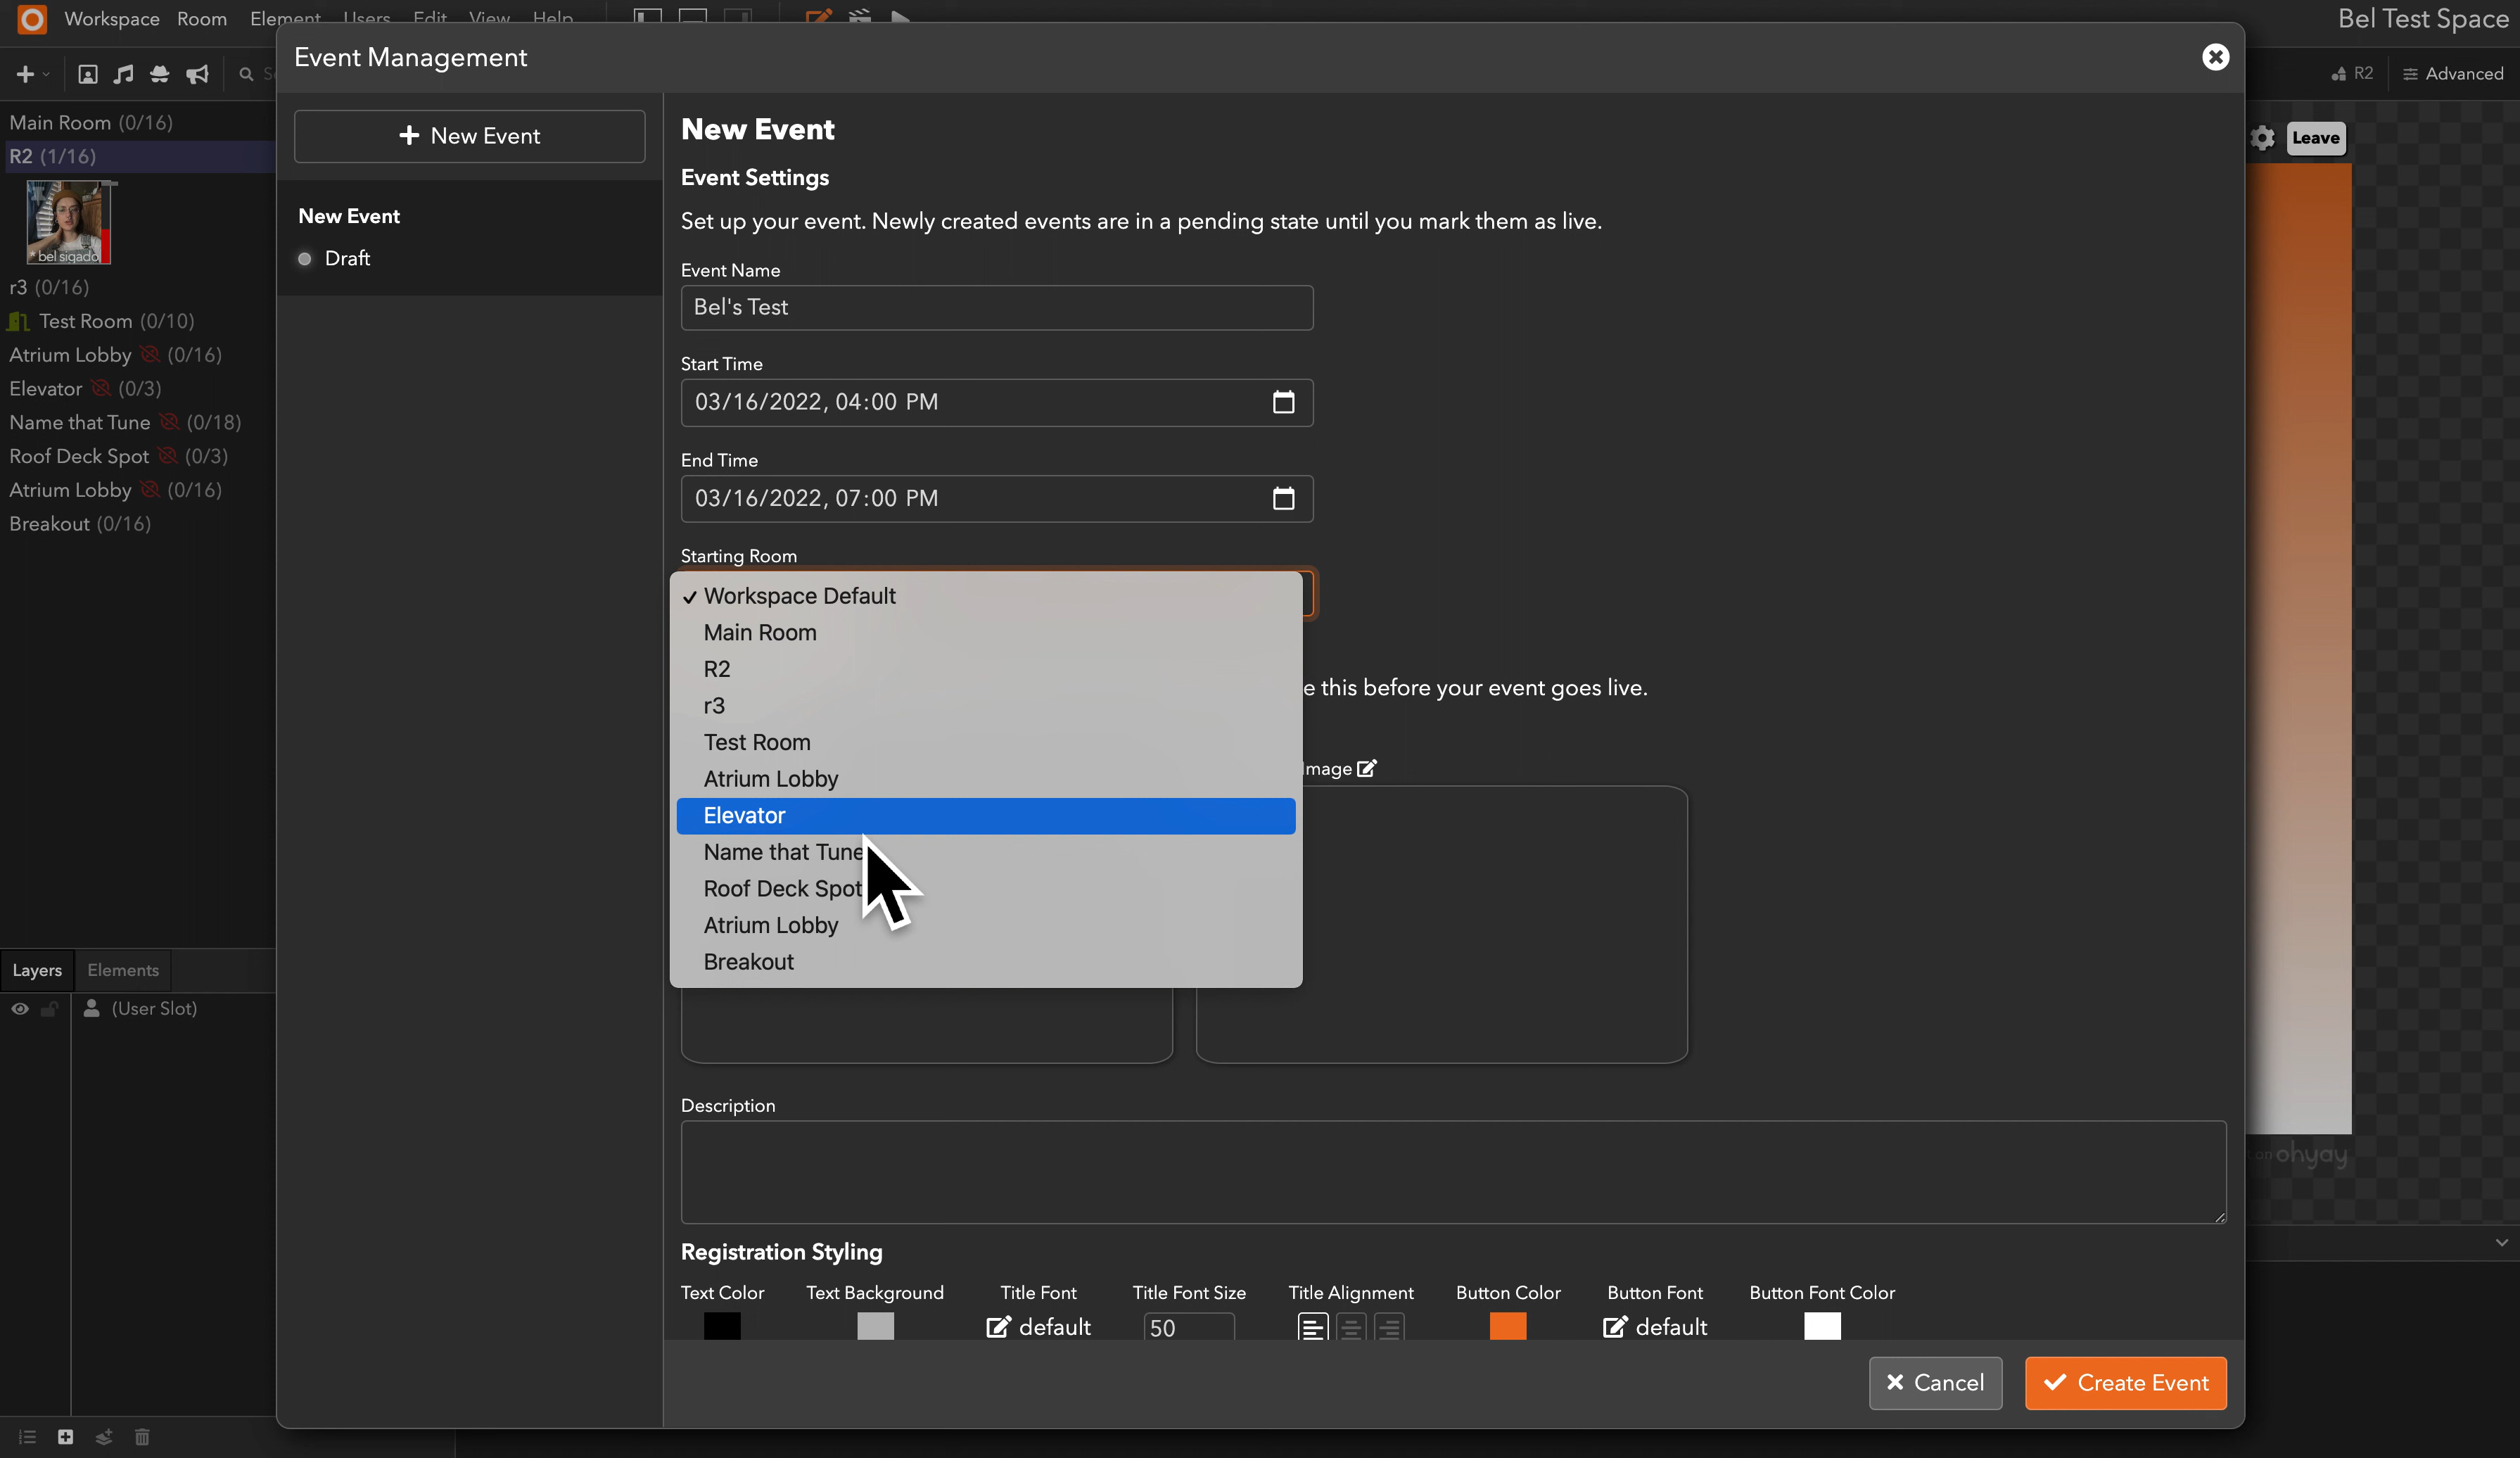 Workspace Room Element Users Edit View Help
Bel Test Space
Event Management
R2
Advanced
Main Room (0/16)
R2 (1/16)
* bel sigado
r3 (0/16)
Test Room (0/10)
Atrium Lobby (0/16)
Elevator (0/3)
Name that Tune (0/18)
Roof Deck Spot (0/3)
Atrium Lobby (0/16)
Breakout (0/16)
Layers
Elements
(User Slot)
New Event
New Event
Draft
New Event
Event Settings
Set up your event. Newly created events are in a pending state until you mark them as live.
Event Name
Bel's Test
Start Time
03/16/2022, 04:00 PM
End Time
03/16/2022, 07:00 PM
Starting Room
Workspace Default
Main Room
R2
r3
Test Room
Atrium Lobby
Elevator
Name that Tune
Roof Deck Spot
Atrium Lobby
Breakout
this before your event goes live.
Image
Description
Registration Styling
Text Color
Text Background
Title Font
Title Font Size
Title Alignment
Button Color
Button Font
Button Font Color
default
50
default
Cancel
Create Event
Leave
on ohyay